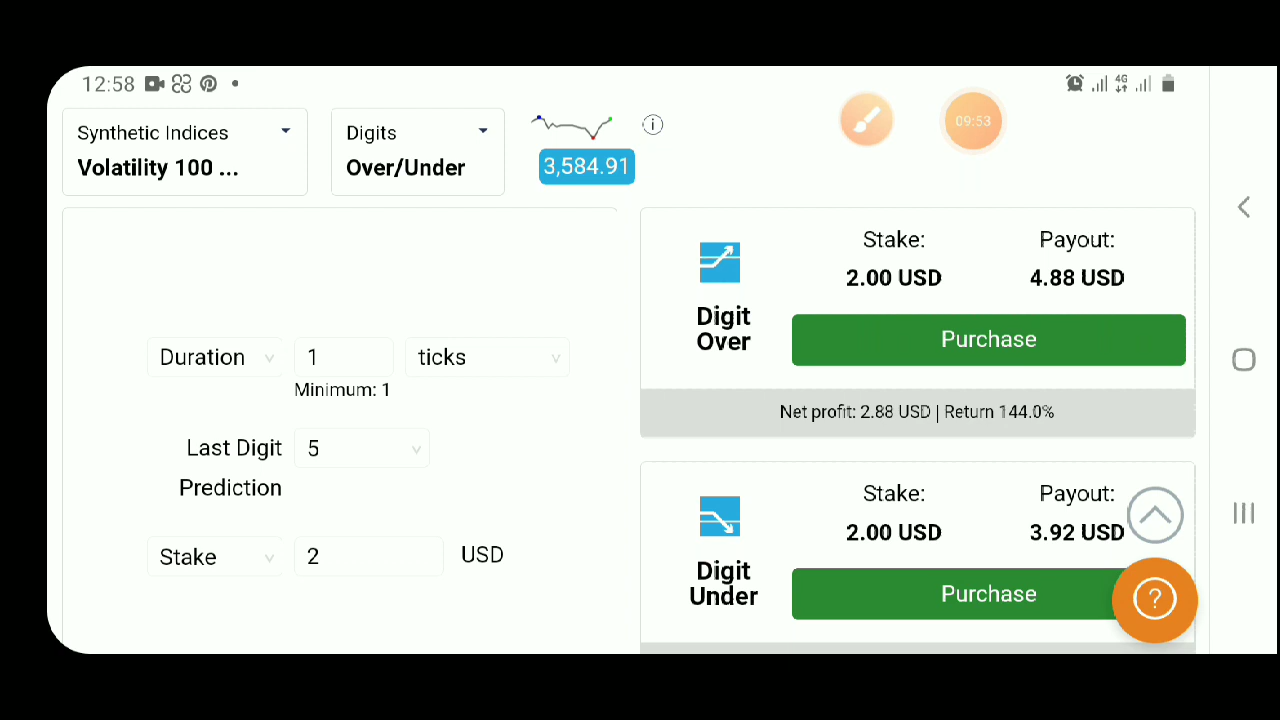 12:58
4G
Synthetic Indices
Volatility 100 ...
Digits
Over/Under
3,584.91
09:53
Stake:
Payout:
2.00 USD
4.88 USD
Digit
Over
Purchase
Net profit: 2.88 USD | Return 144.0%
Duration
1
ticks
Minimum: 1
Last Digit
Prediction
5
Stake
2
USD
Stake:
Payout:
2.00 USD
3.92 USD
Digit
Under
Purchase
?